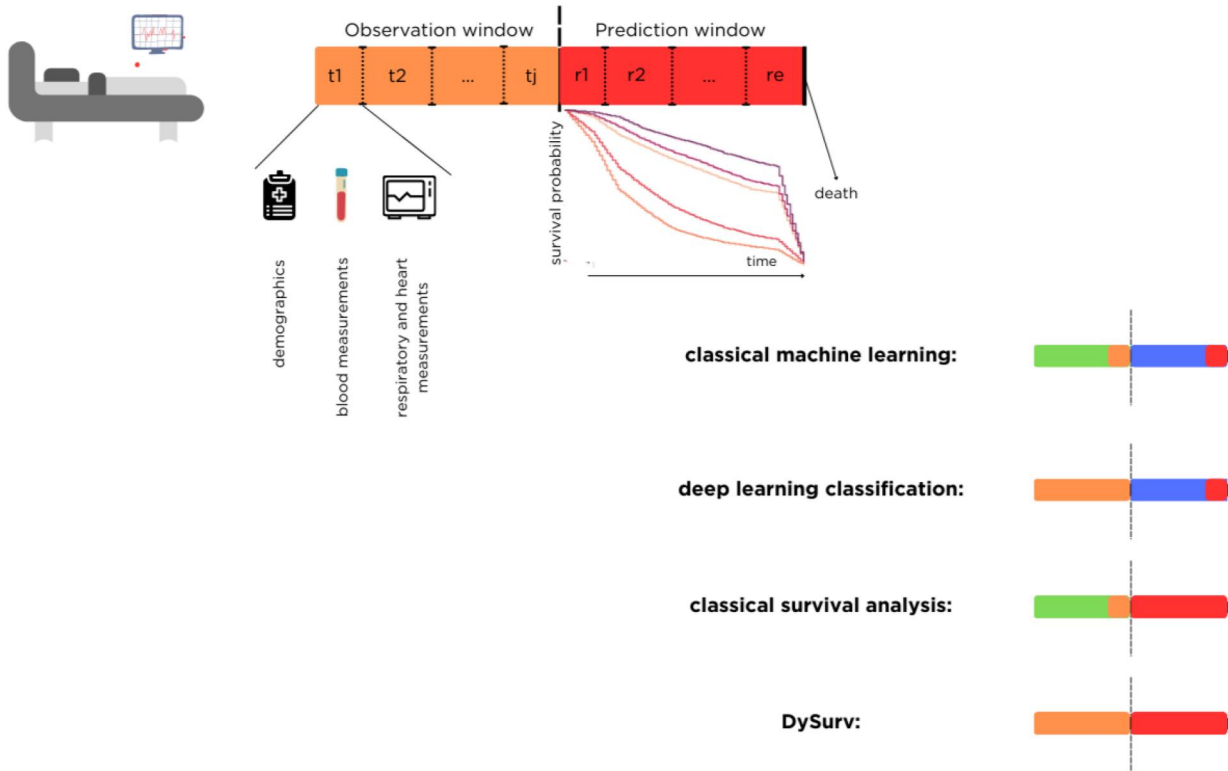 Observation window
Prediction window
t1
t2
...
tj
r1
r2
...
re
survival probability
death
time
demographics
blood measurements
respiratory and heart
measurements
classical machine learning:
deep learning classification:
classical survival analysis:
DySurv: